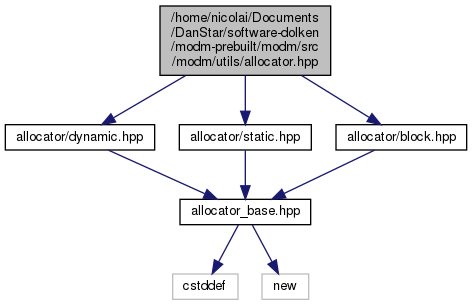 /home/nicolai/Documents
/DanStar/software-dolken
/modm-prebuilt/modm/src
/modm/utils/allocator.hpp
allocator/dynamic.hpp
allocator/static.hpp
allocator/block.hpp
allocator_base.hpp
cstddef
new